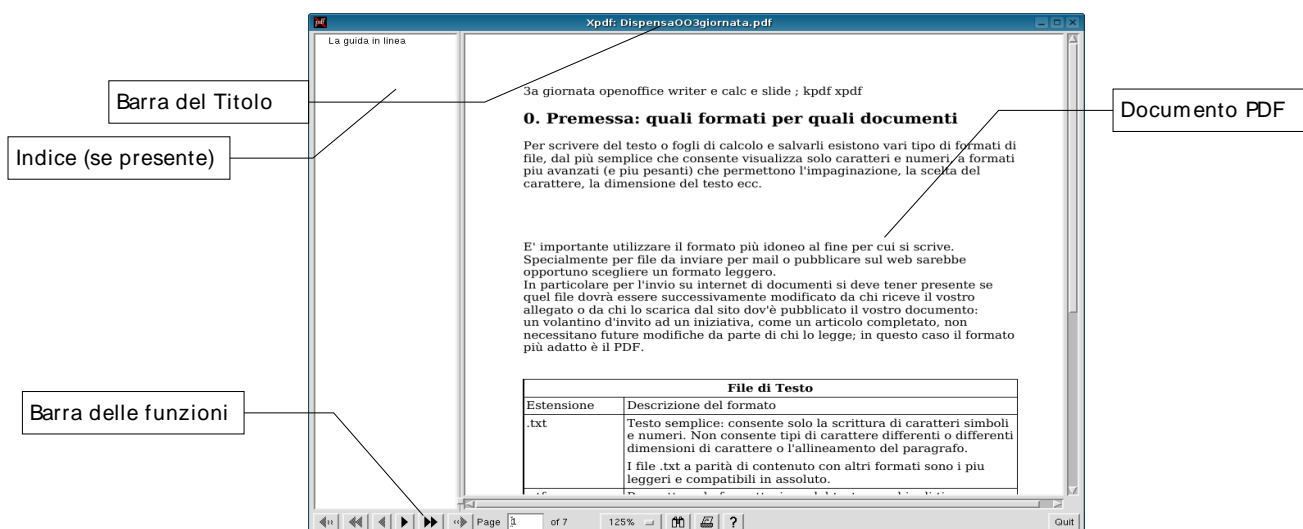 Xpdf: DispensaOO3giornata.pdf
La guida in linea
Barra del Titolo
Indice (se presente)
Documento PDF
Barra delle funzioni
3a giornata openoffice writer e calc e slide ; kpdf xpdf
0. Premessa: quali formati per quali documenti
Per scrivere del testo o fogli di calcolo e salvarli esistono vari tipo di formati di
file, dal più semplice che consente visualizza solo caratteri e numeri, a formati
piu avanzati (e piu pesanti) che permettono l'impaginazione, la scelta del
carattere, la dimensione del testo ecc.
E' importante utilizzare il formato più idoneo al fine per cui si scrive.
Specialmente per file da inviare per mail o pubblicare sul web sarebbe
opportuno scegliere un formato leggero.
In particolare per l'invio su internet di documenti si deve tener presente se
quel file dovrà essere successivamente modificato da chi riceve il vostro
allegato o da chi lo scarica dal sito dov'è pubblicato il vostro documento:
un volantino d'invito ad un iniziativa, come un articolo completato, non
necessitano future modifiche da parte di chi lo legge; in questo caso il formato
più adatto è il PDF.
File di Testo
Estensione Descrizione del formato
.txt Testo semplice: consente solo la scrittura di caratteri simboli
e numeri. Non consente tipi di carattere differenti o differenti
dimensioni di carattere o l'allineamento del paragrafo.
I file .txt a parità di contenuto con altri formati sono i piu
leggeri e compatibili in assoluto.
Page 1 of 7 125% ? Quit